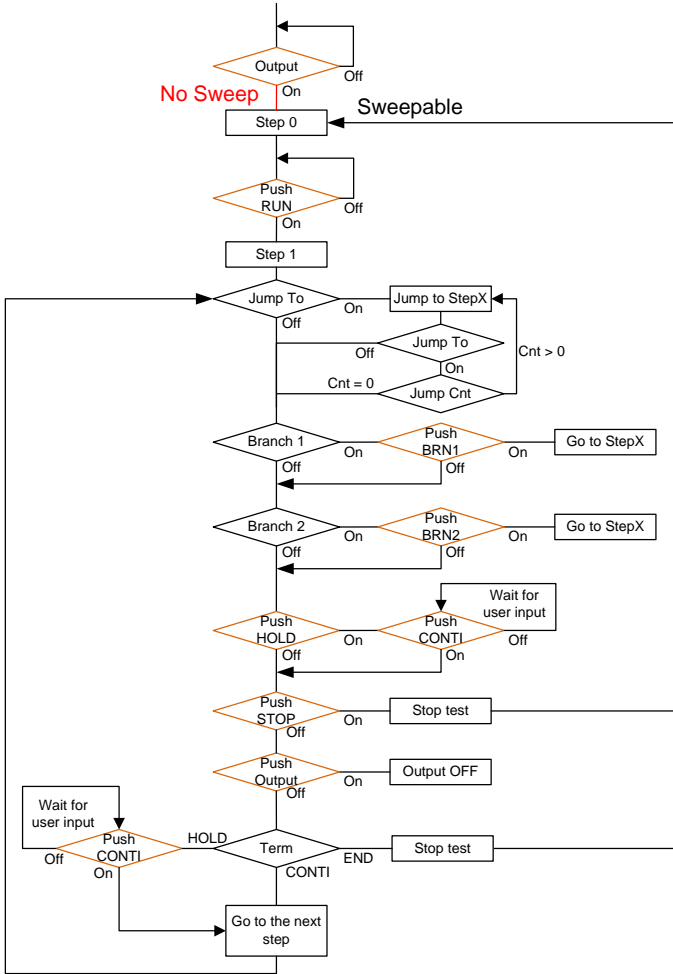 Output
Off
On
No Sweep
Sweepable
Step 0
Push
RUN
Off
On
Step 1
Jump To
On
Jump to StepX
Off
Jump To
Off
On
Cnt > 0
Cnt = 0
Jump Cnt
Branch 1
On
Push
BRN1
On
Go to StepX
Off
Off
Branch 2
On
Push
BRN2
On
Go to StepX
Off
Off
Wait for
user input
Push
HOLD
On
Push
CONTI
Off
Off
On
Push
STOP
On
Stop test
Off
Push
Output
On
Output OFF
Off
Wait for
user input
Push
CONTI
Off
On
HOLD
Term
END
Stop test
CONTI
Go to the next
step